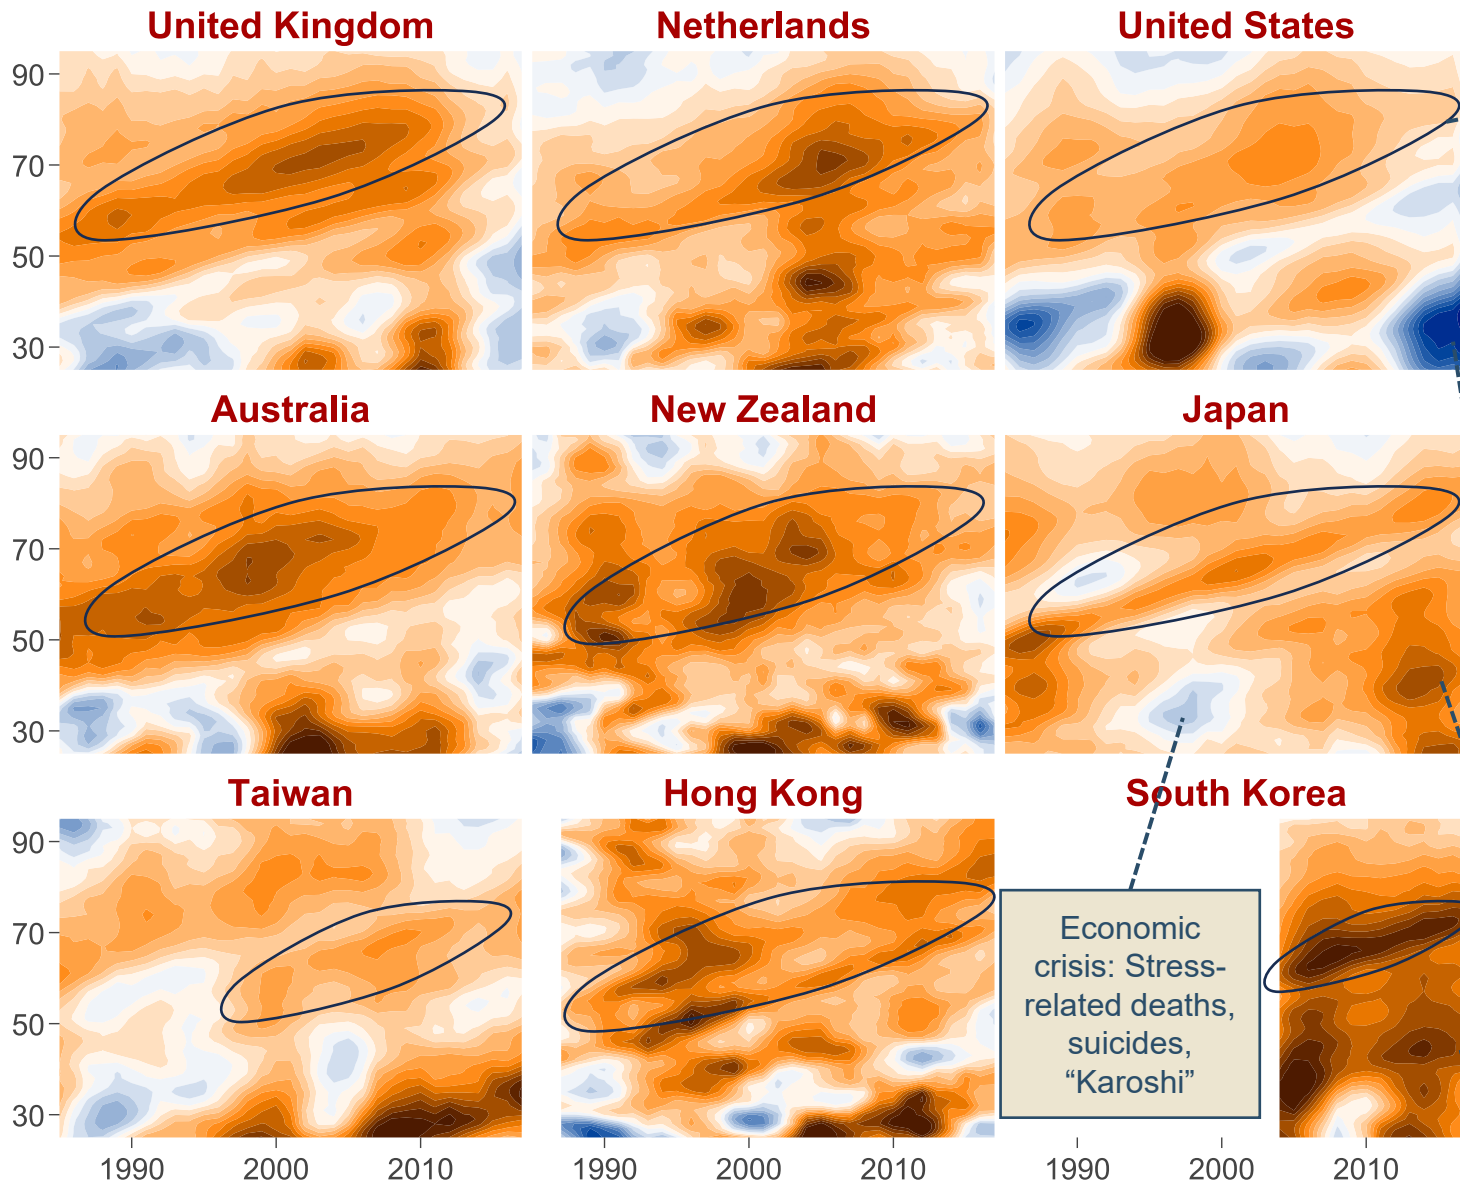 United Kingdom
Netherlands
United States
90
70
50
30
Australia
New Zealand
Japan
90
70
50
30
Taiwan
Hong Kong
South Korea
90
70
50
30
Economic
crisis: Stress-
related deaths,
suicides,
“Karoshi”
1990
2000
2010
1990
2000
2010
1990
2000
2010